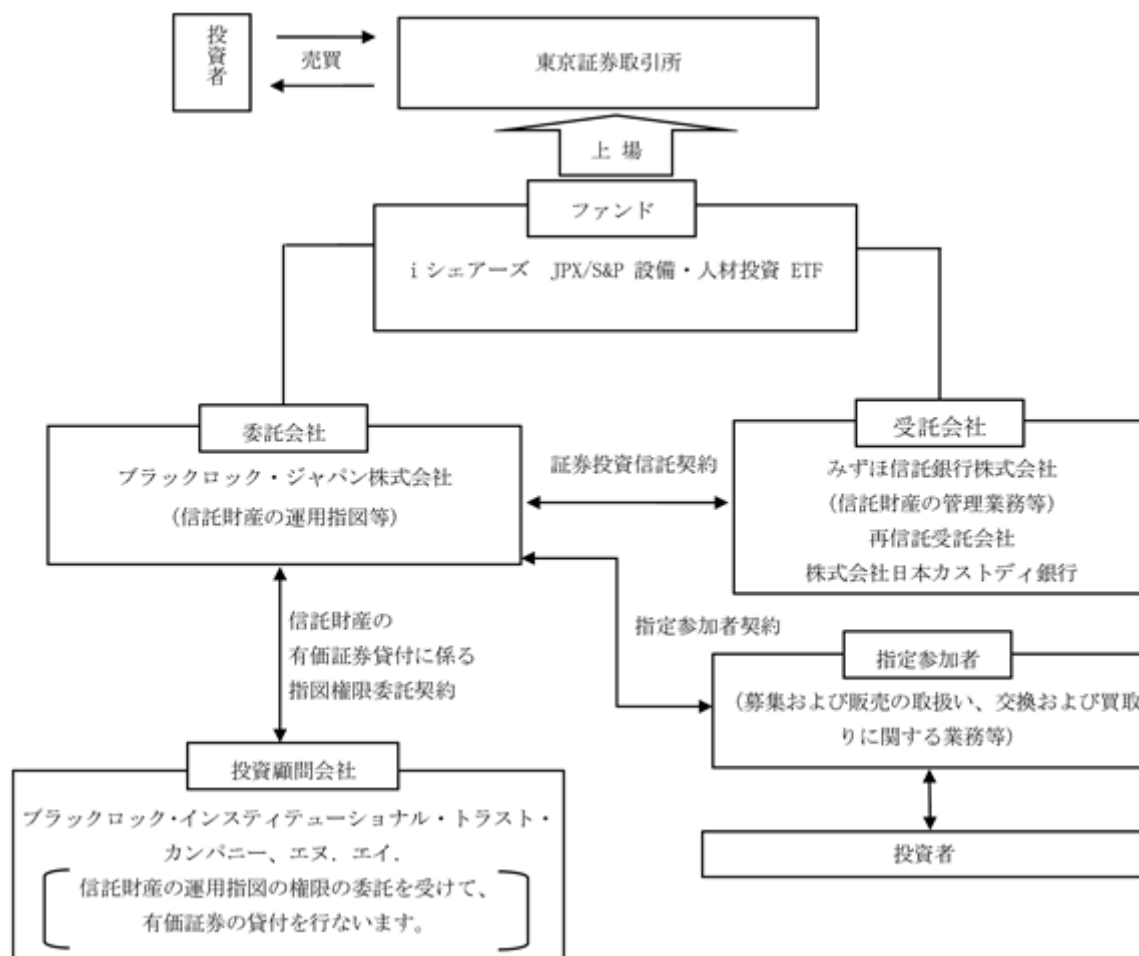 投資者
売買
東京証券取引所
上 場
ファンド
iシェアーズ JPX/S&P 設備・人材投資 ETF
委託会社
ブラックロック・ジャパン株式会社
(信託財産の運用指図等)
証券投資信託契約
受託会社
みずほ信託銀行株式会社
(信託財産の管理業務等)
再信託受託会社
株式会社日本カストディ銀行
信託財産の
有価証券貸付に係る
指図権限委託契約
指定参加者契約
指定参加者
(募集および販売の取扱い、交換および買取
りに関する業務等)
投資者
投資顧問会社
ブラックロック・インスティテューショナル・トラスト・
カンパニー、エヌ．エイ．
信託財産の運用指図の権限の委託を受けて、
有価証券の貸付を行ないます。